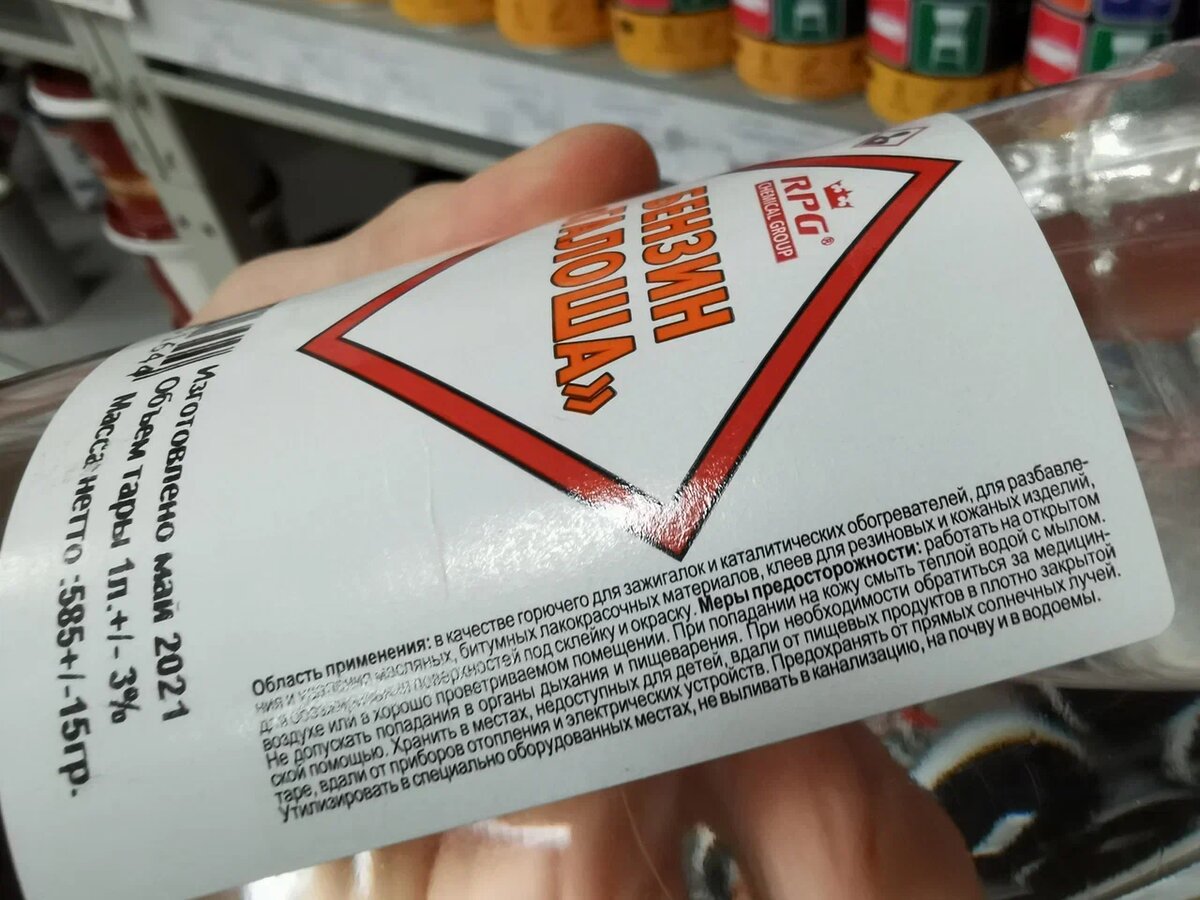 RPG®
CHEMICAL GROUP
БЕНЗИН
КАЛОША»
Область применения: в качестве горючего для зажигалок и каталитических обогревателей, для разбавле-
ния и удаления масляных, битумных лакокрасочных материалов, клеев для резиновых и кожаных изделий,
для обезжиривания поверхностей под склейку и окраску. Меры предосторожности: работать на открытом
воздухе или в хорошо проветриваемом помещении. При попадании на кожу смыть теплой водой с мылом.
Не допускать попадания в органы дыхания и пищеварения. При необходимости обратиться за медицин-
ской помощью. Хранить в местах, недоступных для детей, вдали от пищевых продуктов в плотно закрытой
таре, вдали от приборов отопления и электрических устройств. Предохранять от прямых солнечных лучей.
Утилизировать в специально оборудованных местах, не выливать в канализацию, на почву и в водоемы.
Изготовлено май 2021
Объем тары 1л.+/- 3%
Масса нетто :585+/-15гр.